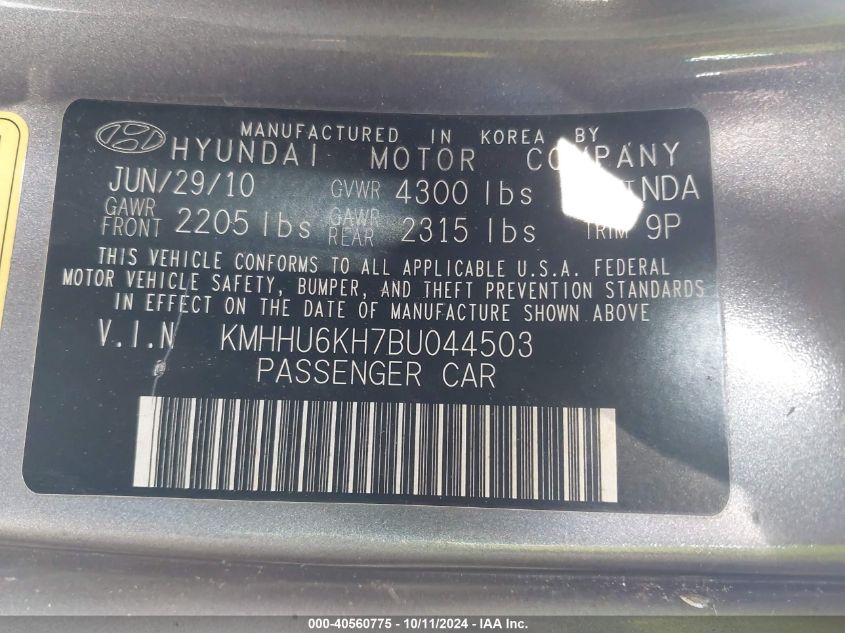 MANUFACTURED IN KOREA BY
HYUNDAI MOTOR COMPANY
JUN/29/10 GVWR 4300 lbs
GAWR FRONT 2205 lbs GAWR REAR 2315 lbs TRIM 9P
THIS VEHICLE CONFORMS TO ALL APPLICABLE U.S.A. FEDERAL
MOTOR VEHICLE SAFETY, BUMPER, AND THEFT PREVENTION STANDARDS
IN EFFECT ON THE DATE OF MANUFACTURE SHOWN ABOVE
V.I.N KMHHU6KH7BU044503
PASSENGER CAR
000-40560775 - 10/11/2024 - IAA Inc.